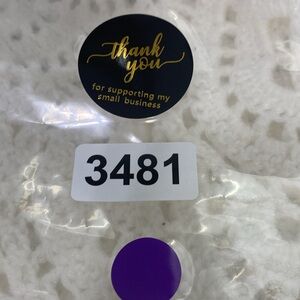 thank
you
for supporting my
small business
3481